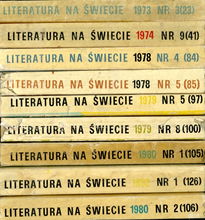 LITERATURA NA ŚWIECIE 1973 NR 3(23)
LITERATURA NA ŚWIECIE 1974 NR 9(41)
LITERATURA NA ŚWIECIE 1978 NR 4 (84)
LITERATURA NA ŚWIECIE 1978 NR 5 (85)
LITERATURA NA ŚWIECIE 1979 NR 5 (97)
LITERATURA NA ŚWIECIE 1979 NR 8 (100)
LITERATURA NA ŚWIECIE 1980 NR 1 (105)
LITERATURA NA ŚWIECIE NR 1 (126)
LITERATURA NA ŚWIECIE 1980 NR 2(106)